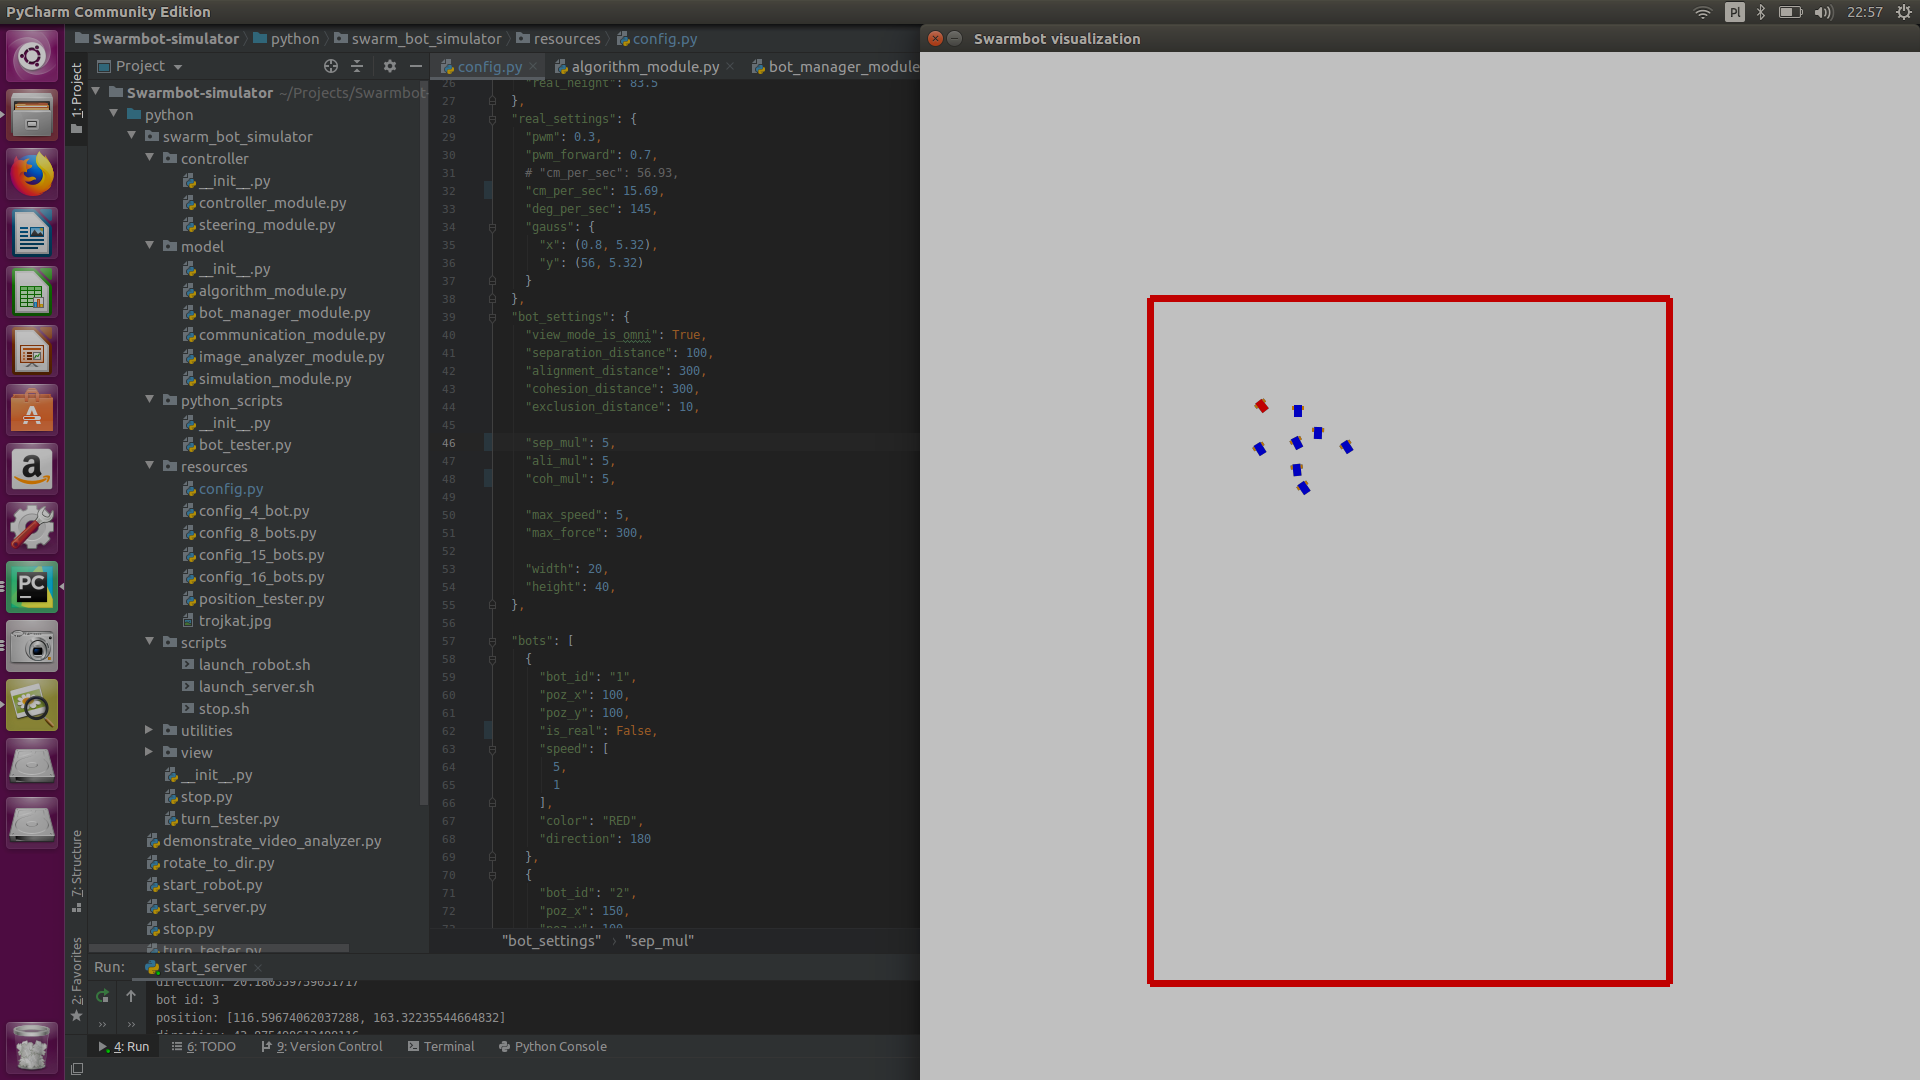 PyCharm Community Edition
Pl
22:57
Swarmbot-simulator
python
swarm_bot_simulator
resources
config.py
Swarmbot visualization
1: Project
Project
config.py
algorithm_module.py
bot_manager_module
Swarmbot-simulator ~/Projects/Swarmbot-
python
swarm_bot_simulator
controller
__init__.py
controller_module.py
steering_module.py
model
__init__.py
algorithm_module.py
bot_manager_module.py
communication_module.py
image_analyzer_module.py
simulation_module.py
python_scripts
__init__.py
bot_tester.py
resources
config.py
config_4_bot.py
config_8_bots.py
config_15_bots.py
config_16_bots.py
position_tester.py
trojkat.jpg
scripts
launch_robot.sh
launch_server.sh
stop.sh
utilities
view
__init__.py
stop.py
turn_tester.py
demonstrate_video_analyzer.py
rotate_to_dir.py
start_robot.py
start_server.py
stop.py
turn_tester.py
26 "real_height": 83.5
27 },
28 "real_settings": {
29 "pwm": 0.3,
30 "pwm_forward": 0.7,
31 # "cm_per_sec": 56.93,
32 "cm_per_sec": 15.69,
33 "deg_per_sec": 145,
34 "gauss": {
35 "x": (0.8, 5.32),
36 "y": (56, 5.32)
37 }
38 },
39 "bot_settings": {
40 "view_mode_is_omni": True,
41 "separation_distance": 100,
42 "alignment_distance": 300,
43 "cohesion_distance": 300,
44 "exclusion_distance": 10,
45
46 "sep_mul": 5,
47 "ali_mul": 5,
48 "coh_mul": 5,
49
50 "max_speed": 5,
51 "max_force": 300,
52
53 "width": 20,
54 "height": 40,
55 },
56
57 "bots": [
58 {
59 "bot_id": "1",
60 "poz_x": 100,
61 "poz_y": 100,
62 "is_real": False,
63 "speed": [
64 5,
65 1
66 ],
67 "color": "RED",
68 "direction": 180
69 },
70 {
71 "bot_id": "2",
72 "poz_x": 150,
"bot_settings" › "sep_mul"
7: Structure
2: Favorites
Run:
start_server
direction: 20.180359759031717
bot id: 3
position: [116.59674062037288, 163.32235544664832]
4: Run
6: TODO
9: Version Control
Terminal
Python Console
PC